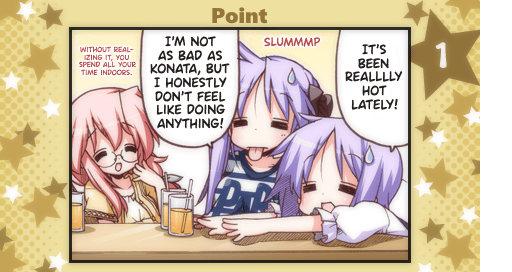 Point
1
IT'S
BEEN
REALLLLY
HOT
LATELY!
SLUMMMP
I'M NOT
AS BAD AS
KONATA, BUT
I HONESTLY
DON'T FEEL
LIKE DOING
ANYTHING!
WITHOUT REAL-
IZING IT, YOU
SPEND ALL YOUR
TIME INDOORS.